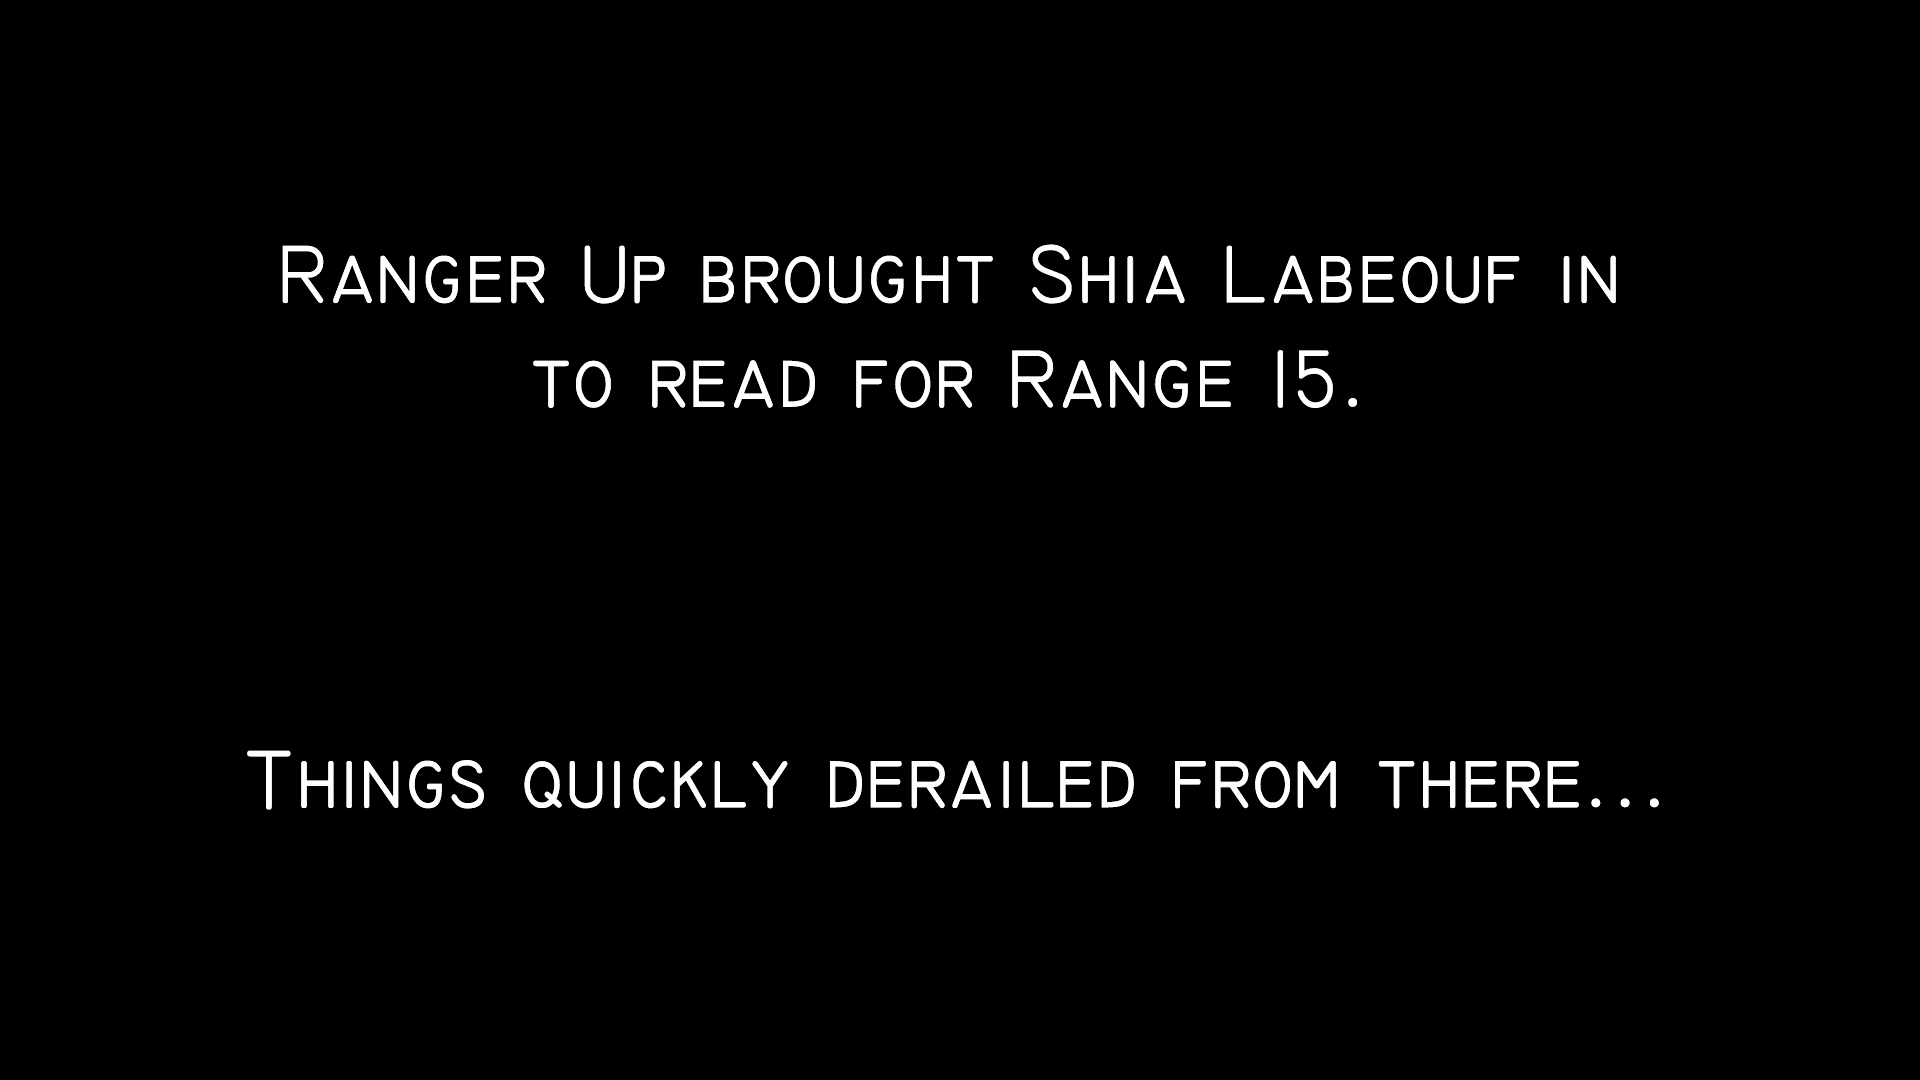 Ranger Up brought Shia Labeouf in
to read for Range 15.
Things quickly derailed from there...